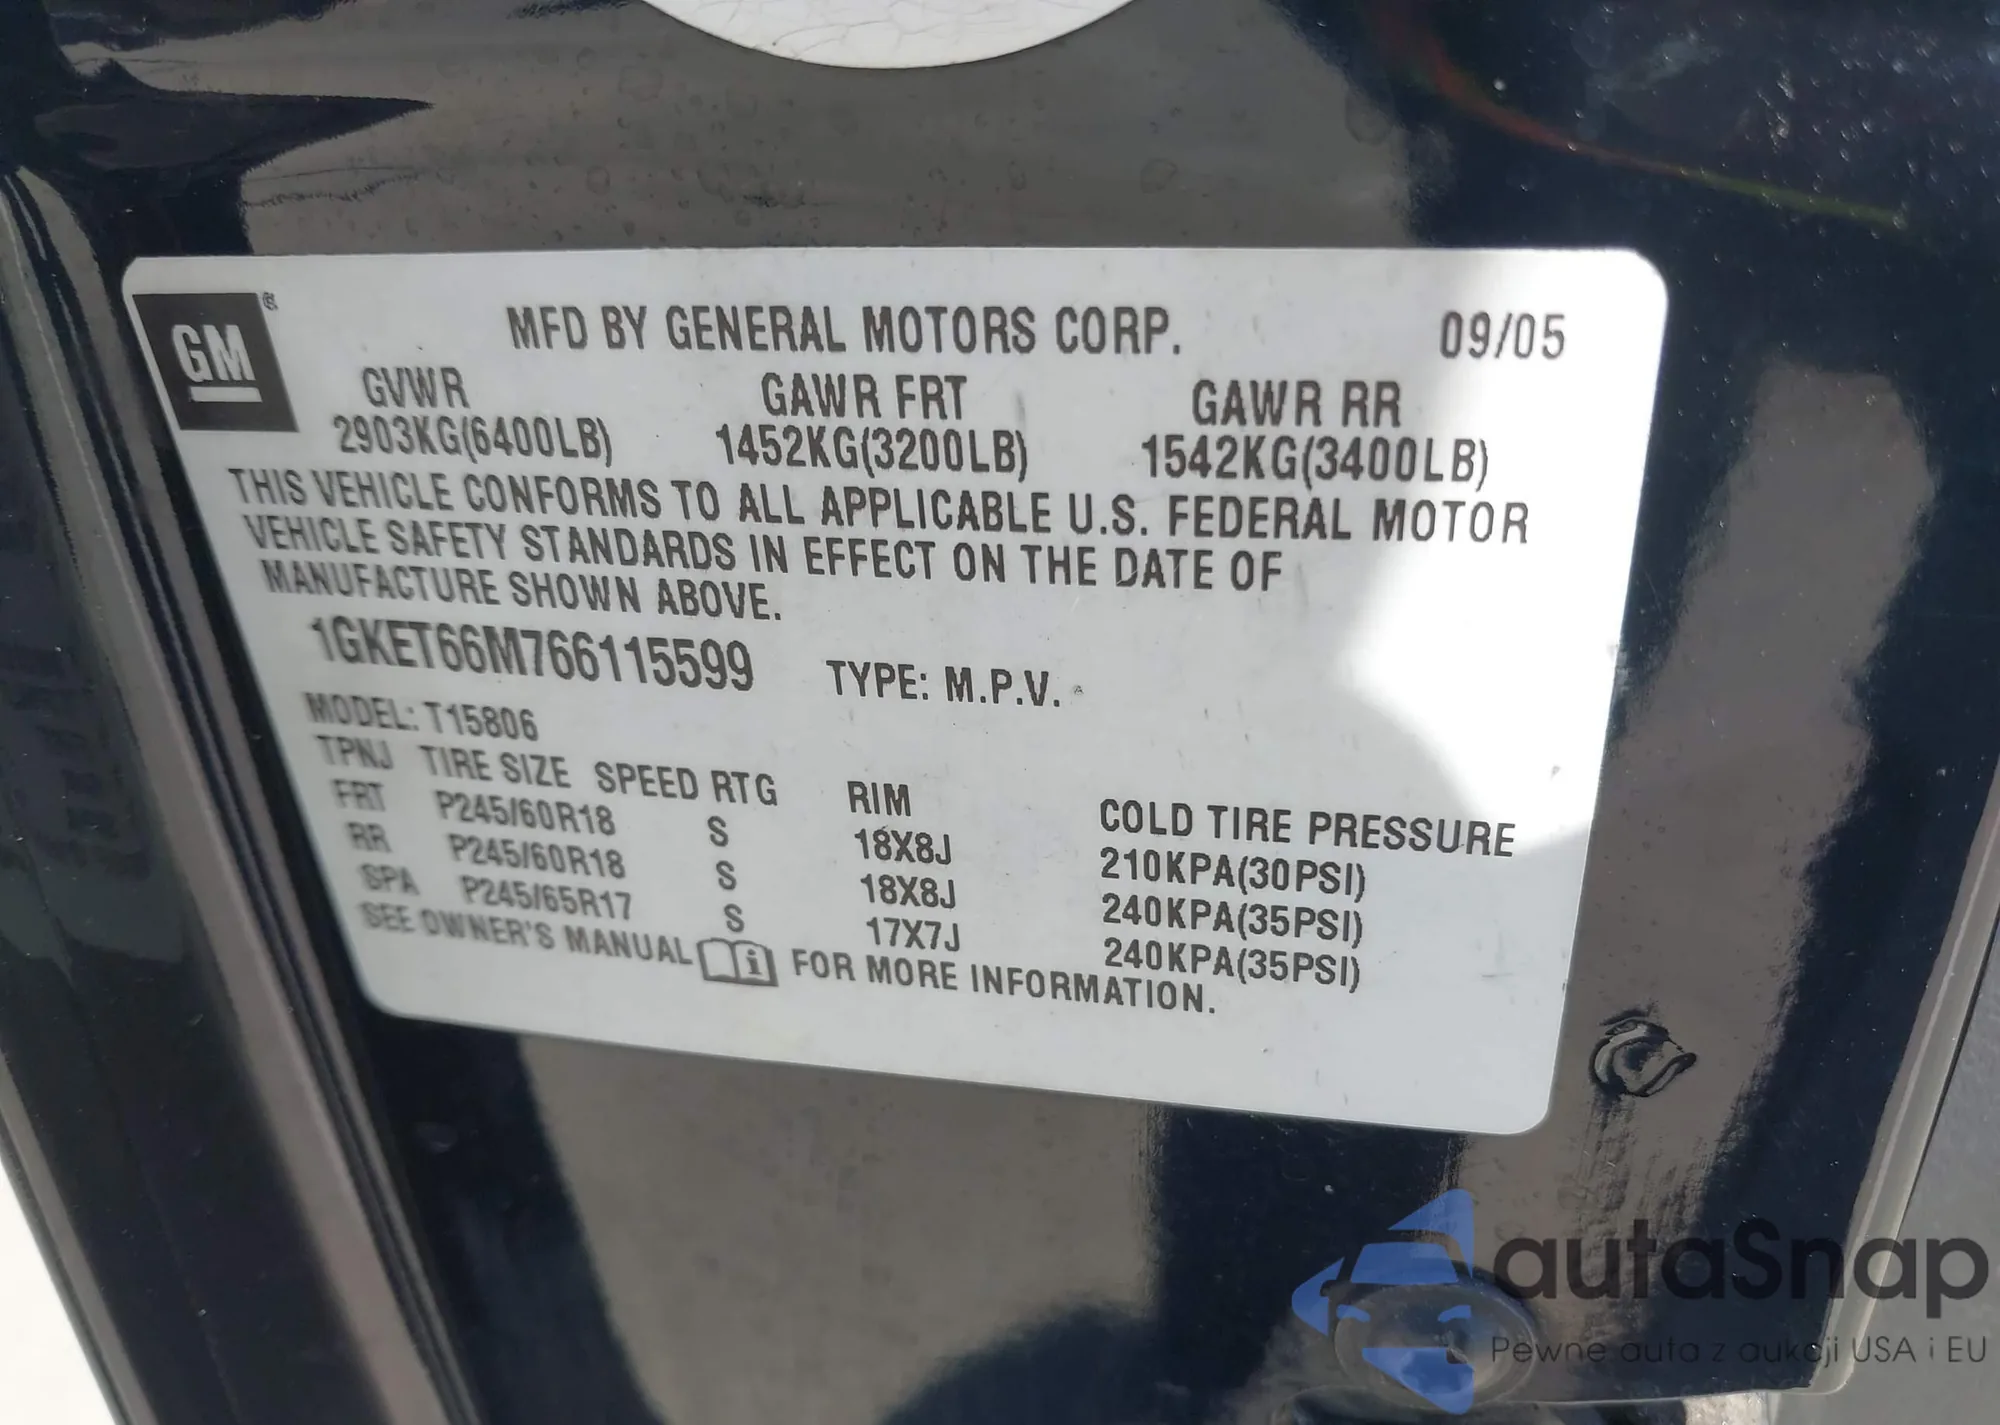 GM ®
MFD BY GENERAL MOTORS CORP. 09/05
GVWR GAWR FRT GAWR RR
2903KG(6400LB) 1452KG(3200LB) 1542KG(3400LB)
THIS VEHICLE CONFORMS TO ALL APPLICABLE U.S. FEDERAL MOTOR
VEHICLE SAFETY STANDARDS IN EFFECT ON THE DATE OF
MANUFACTURE SHOWN ABOVE.
1GKET66M766115599 TYPE: M.P.V.
MODEL: T15806
TPNJ TIRE SIZE SPEED RTG RIM COLD TIRE PRESSURE
FRT P245/60R18 S 18X8J 210KPA(30PSI)
RR P245/60R18 S 18X8J 240KPA(35PSI)
SPA P245/65R17 S 17X7J 240KPA(35PSI)
SEE OWNER'S MANUAL i FOR MORE INFORMATION.
autaSnap
Pewne auta z aukcji USA i EU